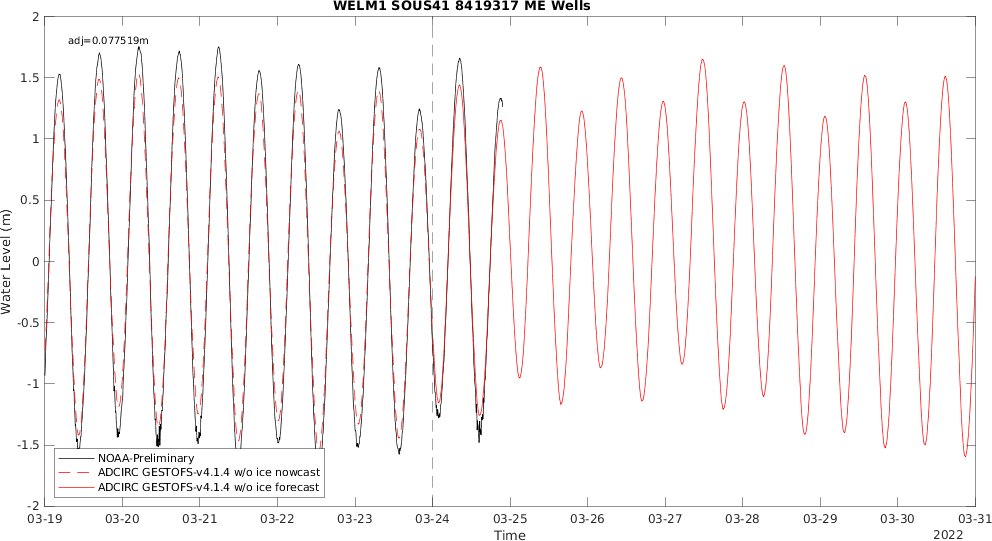 WELM1 SOUS41 8419317 ME Wells
adj=0.077519m
Water Level (m)
2
1.5
1
0.5
0
-0.5
-1
-1.5
-2
NOAA-Preliminary
ADCIRC GESTOFS-v4.1.4 w/o ice nowcast
ADCIRC GESTOFS-v4.1.4 w/o ice forecast
03-19 03-20 03-21 03-22 03-23 03-24 03-25 03-26 03-27 03-28 03-29 03-30 03-31
Time
2022